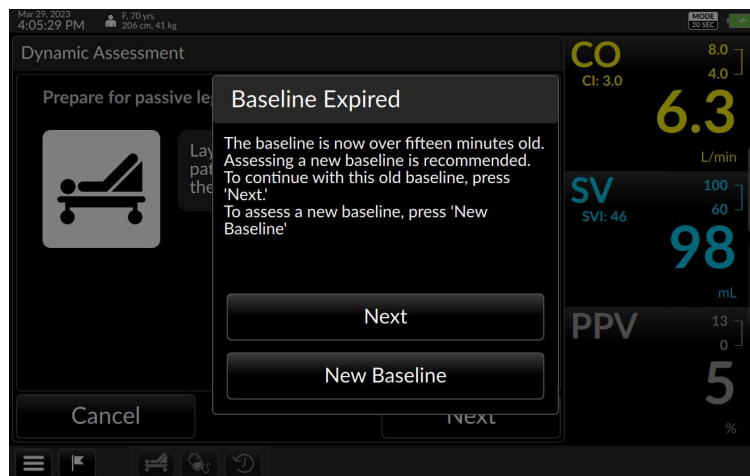 Mar 29, 2023
4:05:29 PM
F, 70 yrs
206 cm, 41 kg
MODE
20 SEC
Dynamic Assessment
Prepare for passive le
Lay
pat
the
Baseline Expired
The baseline is now over fifteen minutes old.
Assessing a new baseline is recommended.
To continue with this old baseline, press
'Next.'
To assess a new baseline, press 'New
Baseline'
Next
New Baseline
Cancel
Next
CO
CI: 3.0
8.0
4.0
6.3
L/min
SV
SVI: 46
100
60
98
mL
PPV
13
0
5
%